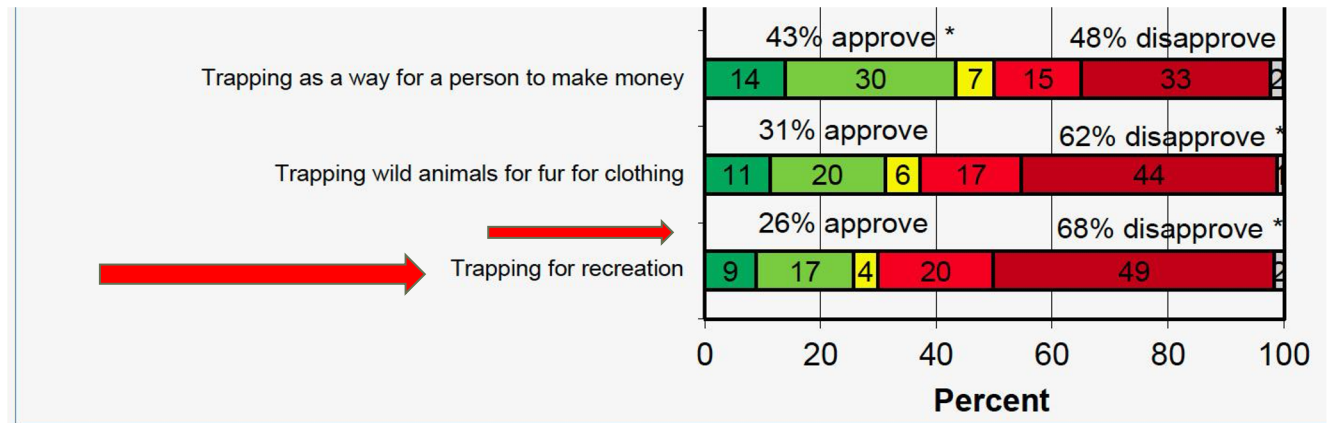 43% approve * 48% disapprove
Trapping as a way for a person to make money 14 30 7 15 33 2
31% approve 62% disapprove *
Trapping wild animals for fur for clothing 11 20 6 17 44 1
26% approve 68% disapprove *
Trapping for recreation 9 17 4 20 49 2
0 20 40 60 80 100
Percent